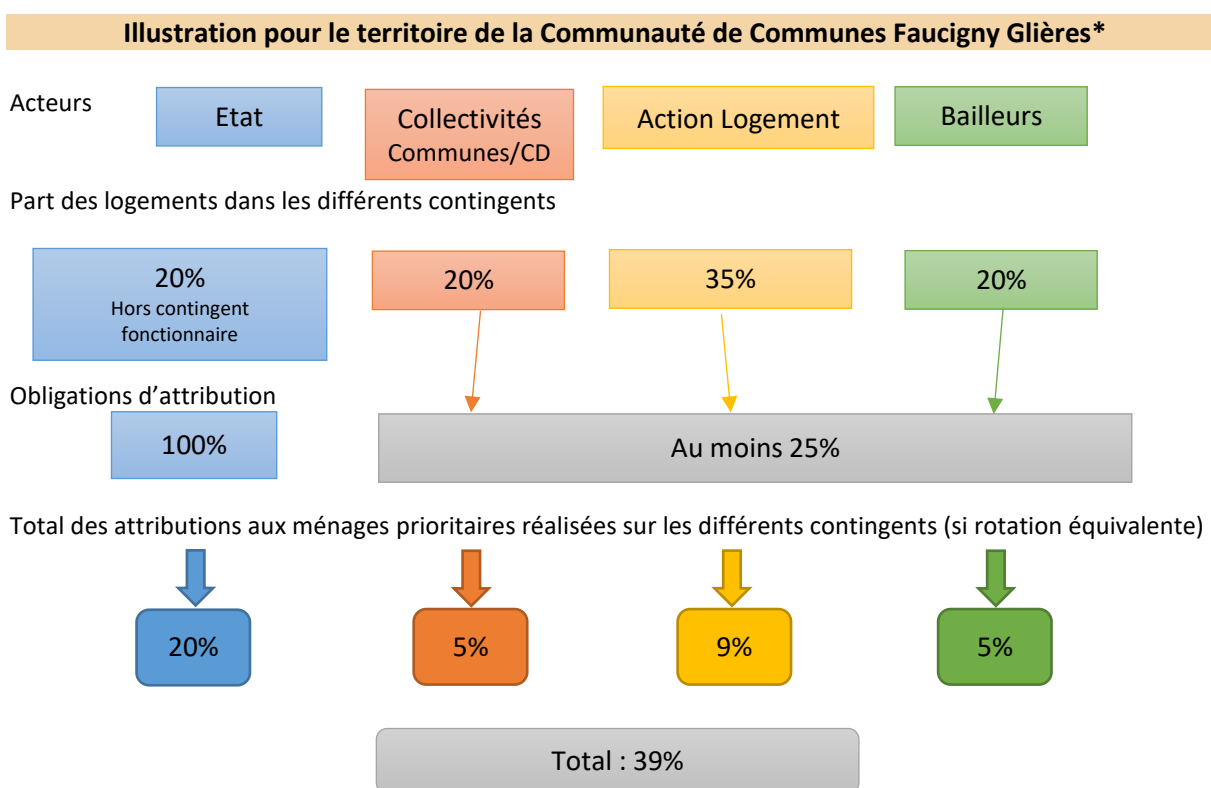 Illustration pour le territoire de la Communauté de Communes Faucigny Glières*
Acteurs
Etat
Collectivités
Communes/CD
Action Logement
Bailleurs
Part des logements dans les différents contingents
20%
Hors contingent
fonctionnaire
20%
35%
20%
Obligations d’attribution
100%
Au moins 25%
Total des attributions aux ménages prioritaires réalisées sur les différents contingents (si rotation équivalente)
20%
5%
9%
5%
Total : 39%